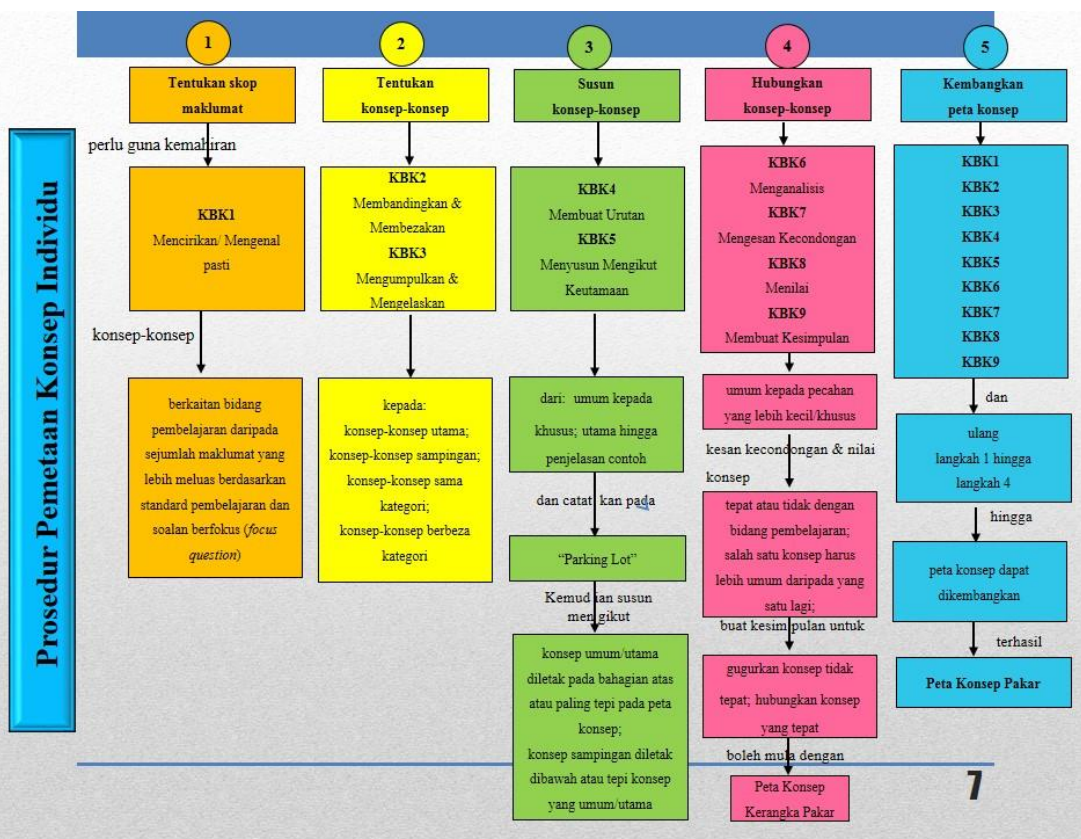 Prosedur Pemetaan Konsep Individu
1
Tentukan skop
maklumat
perlu guna kemahiran
KBK1
Mencirikan/ Mengenal
pasti
konsep-konsep
berkaitan bidang
pembelajaran daripada
sejumlah maklumat yang
lebih meluas berdasarkan
standard pembelajaran dan
soalan berfokus (focus
question)
2
Tentukan
konsep-konsep
KBK2
Membandingkan &
Membezakan
KBK3
Mengumpulkan &
Mengelaskan
kepada:
konsep-konsep utama;
konsep-konsep sampingan;
konsep-konsep sama
kategori;
konsep-konsep berbeza
kategori
3
Susun
konsep-konsep
KBK4
Membuat Urutan
KBK5
Menyusun Mengikut
Keutamaan
dari: umum kepada
khusus; utama hingga
penjelasan contoh
dan catat kan pada
“Parking Lot”
Kemudian susun
mengikut
konsep umum/utama
diletak pada bahagian atas
atau paling tepi pada peta
konsep;
konsep sampingan diletak
dibawah atau tepi konsep
yang umum/utama
4
Hubungkan
konsep-konsep
KBK6
Menganalisis
KBK7
Mengesan Kecondongan
KBK8
Menilai
KBK9
Membuat Kesimpulan
umum kepada pecahan
yang lebih kecil/khusus
kesan kecondongan & nilai
konsep
tepat atau tidak dengan
bidang pembelajaran;
salah satu konsep harus
lebih umum daripada yang
satu lagi;
buat kesimpulan untuk
gugurkan konsep tidak
tepat; hubungkan konsep
yang tepat
boleh mula dengan
Peta Konsep
Kerangka Pakar
5
Kembangkan
peta konsep
KBK1
KBK2
KBK3
KBK4
KBK5
KBK6
KBK7
KBK8
KBK9
dan
ulang
langkah 1 hingga
langkah 4
hingga
peta konsep dapat
dikembangkan
terhasil
Peta Konsep Pakar
7